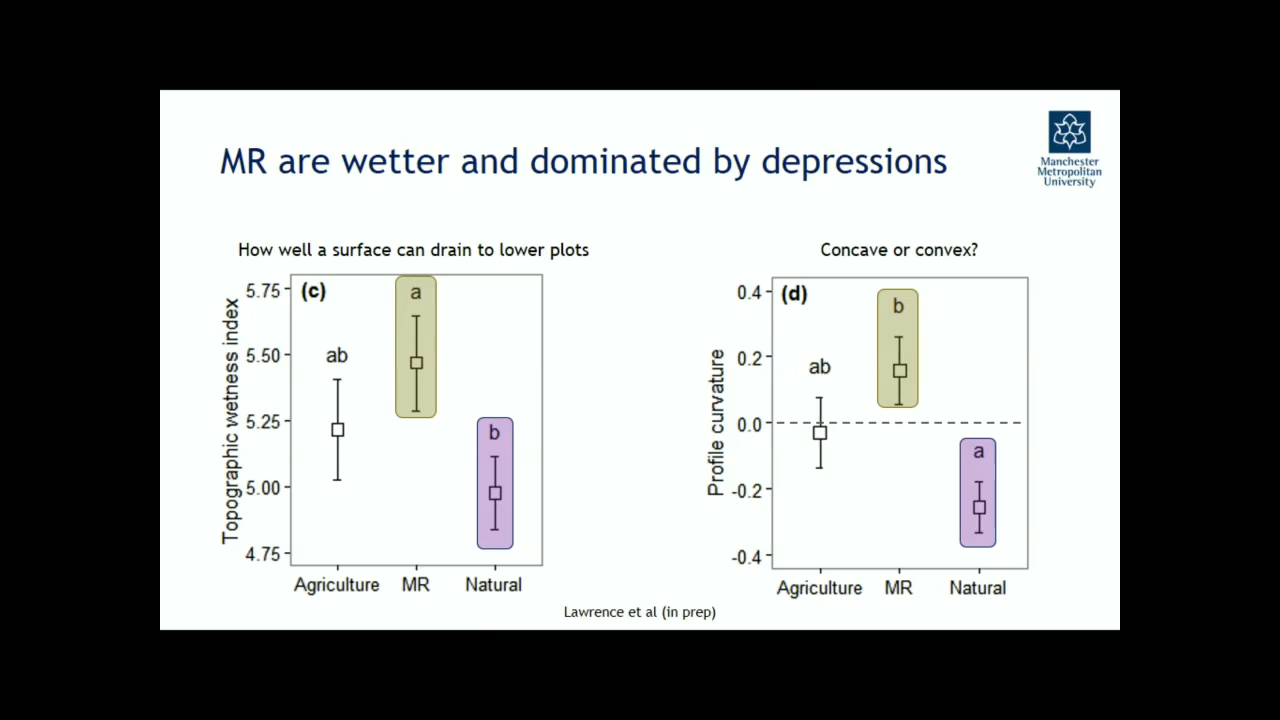 MR are wetter and dominated by depressions
Manchester
Metropolitan
University
How well a surface can drain to lower plots
Topographic wetness index
5.75
5.50
5.25
5.00
4.75
(c)
ab
a
b
Agriculture
MR
Natural
Concave or convex?
Profile curvature
0.4
0.2
0.0
-0.2
-0.4
(d)
ab
b
a
Agriculture
MR
Natural
Lawrence et al (in prep)